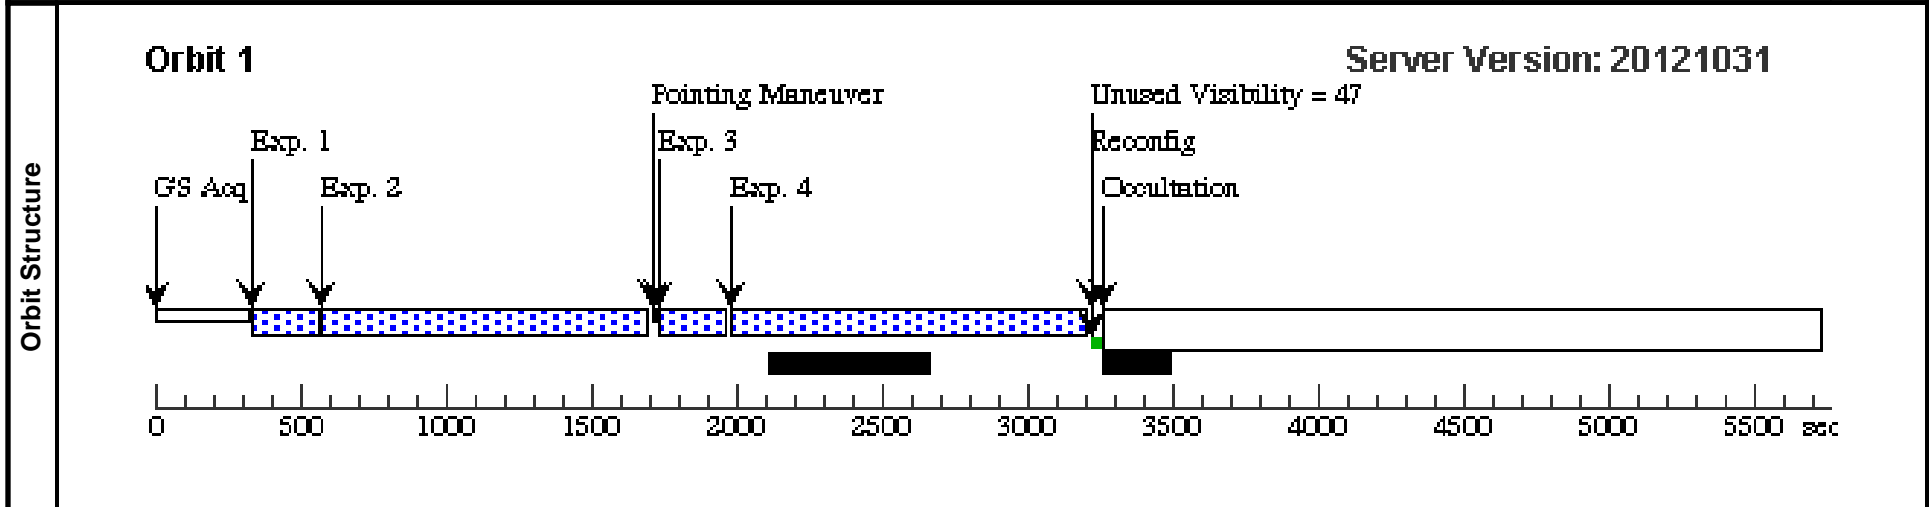 Orbit Structure
Orbit 1
Server Version: 20121031
Pointing Maneuver
Unused Visibility = 47
Exp. 1
Exp. 3
Reconfig
GS Acq
Exp. 2
Exp. 4
Occultation
0 500 1000 1500 2000 2500 3000 3500 4000 4500 5000 5500 sec